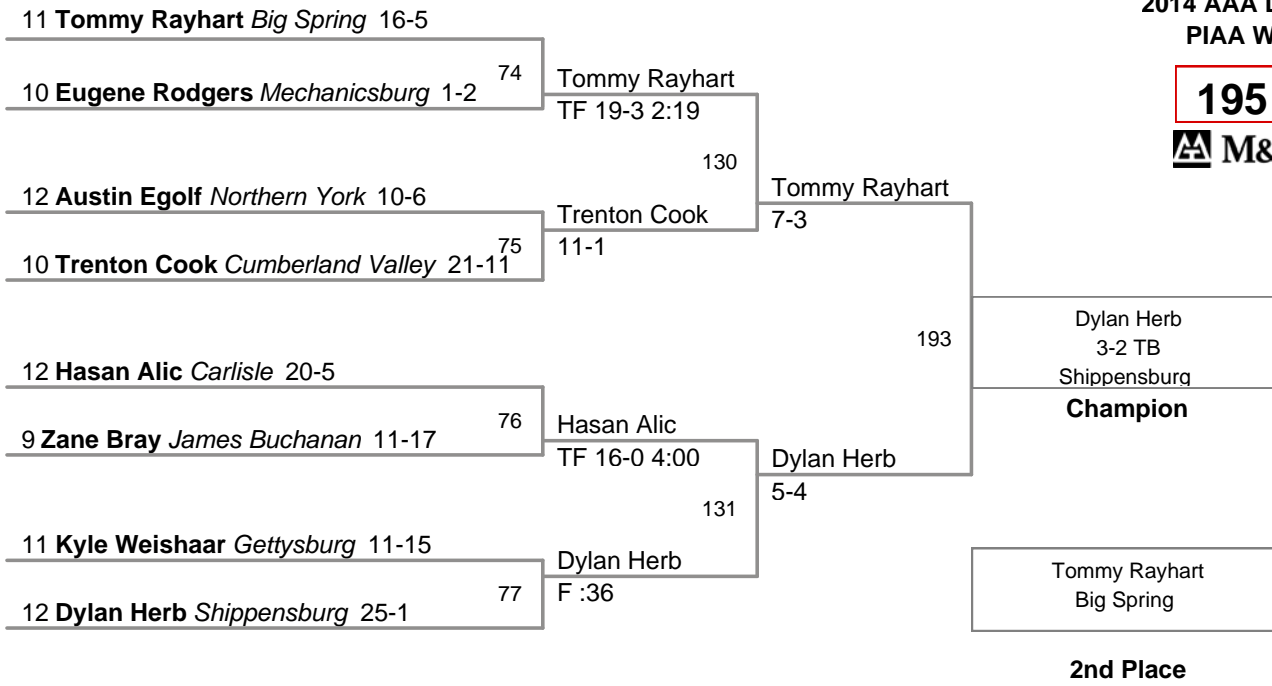 2014 AAA
PIAA
195
M&
11 Tommy Rayhart Big Spring 16-5
74
10 Eugene Rodgers Mechanicsburg 1-2
Tommy Rayhart
TF 19-3 2:19
130
12 Austin Egolf Northern York 10-6
75
10 Trenton Cook Cumberland Valley 21-11
Trenton Cook
11-1
Tommy Rayhart
7-3
193
12 Hasan Alic Carlisle 20-5
76
9 Zane Bray James Buchanan 11-17
Hasan Alic
TF 16-0 4:00
131
11 Kyle Weishaar Gettysburg 11-15
77
12 Dylan Herb Shippensburg 25-1
Dylan Herb
F :36
Dylan Herb
5-4
Dylan Herb
3-2 TB
Shippensburg
Champion
Tommy Rayhart
Big Spring
2nd Place